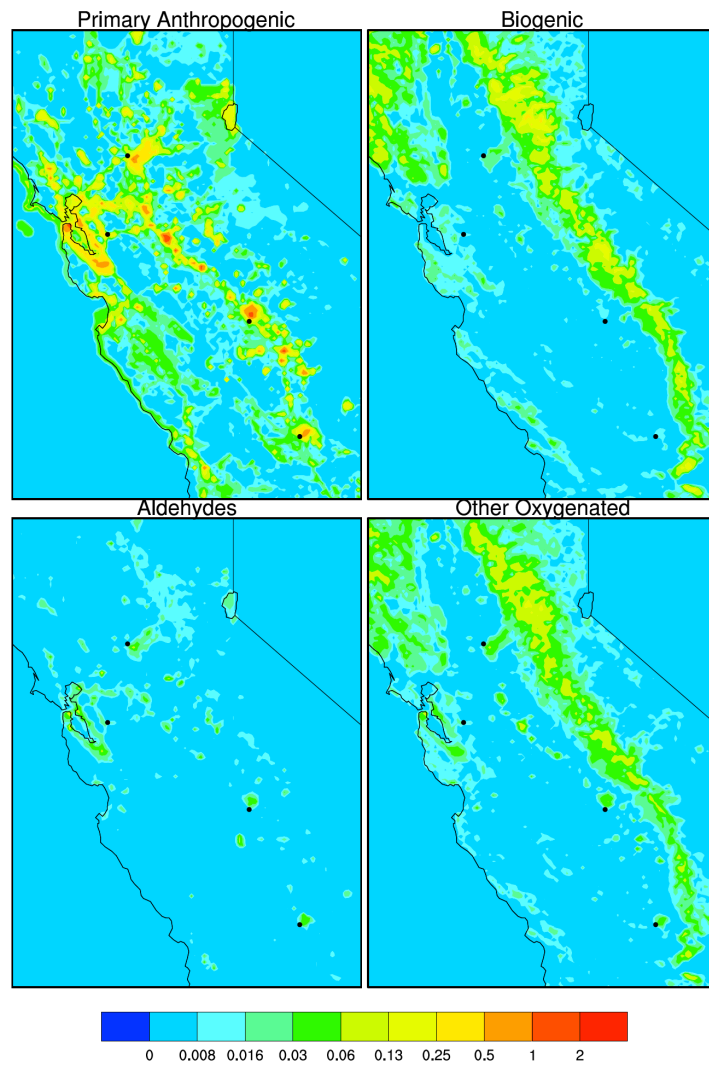 Primary Anthropogenic
Biogenic
Aldehydes
Other Oxygenated
0 0.008 0.016 0.03 0.06 0.13 0.25 0.5 1 2